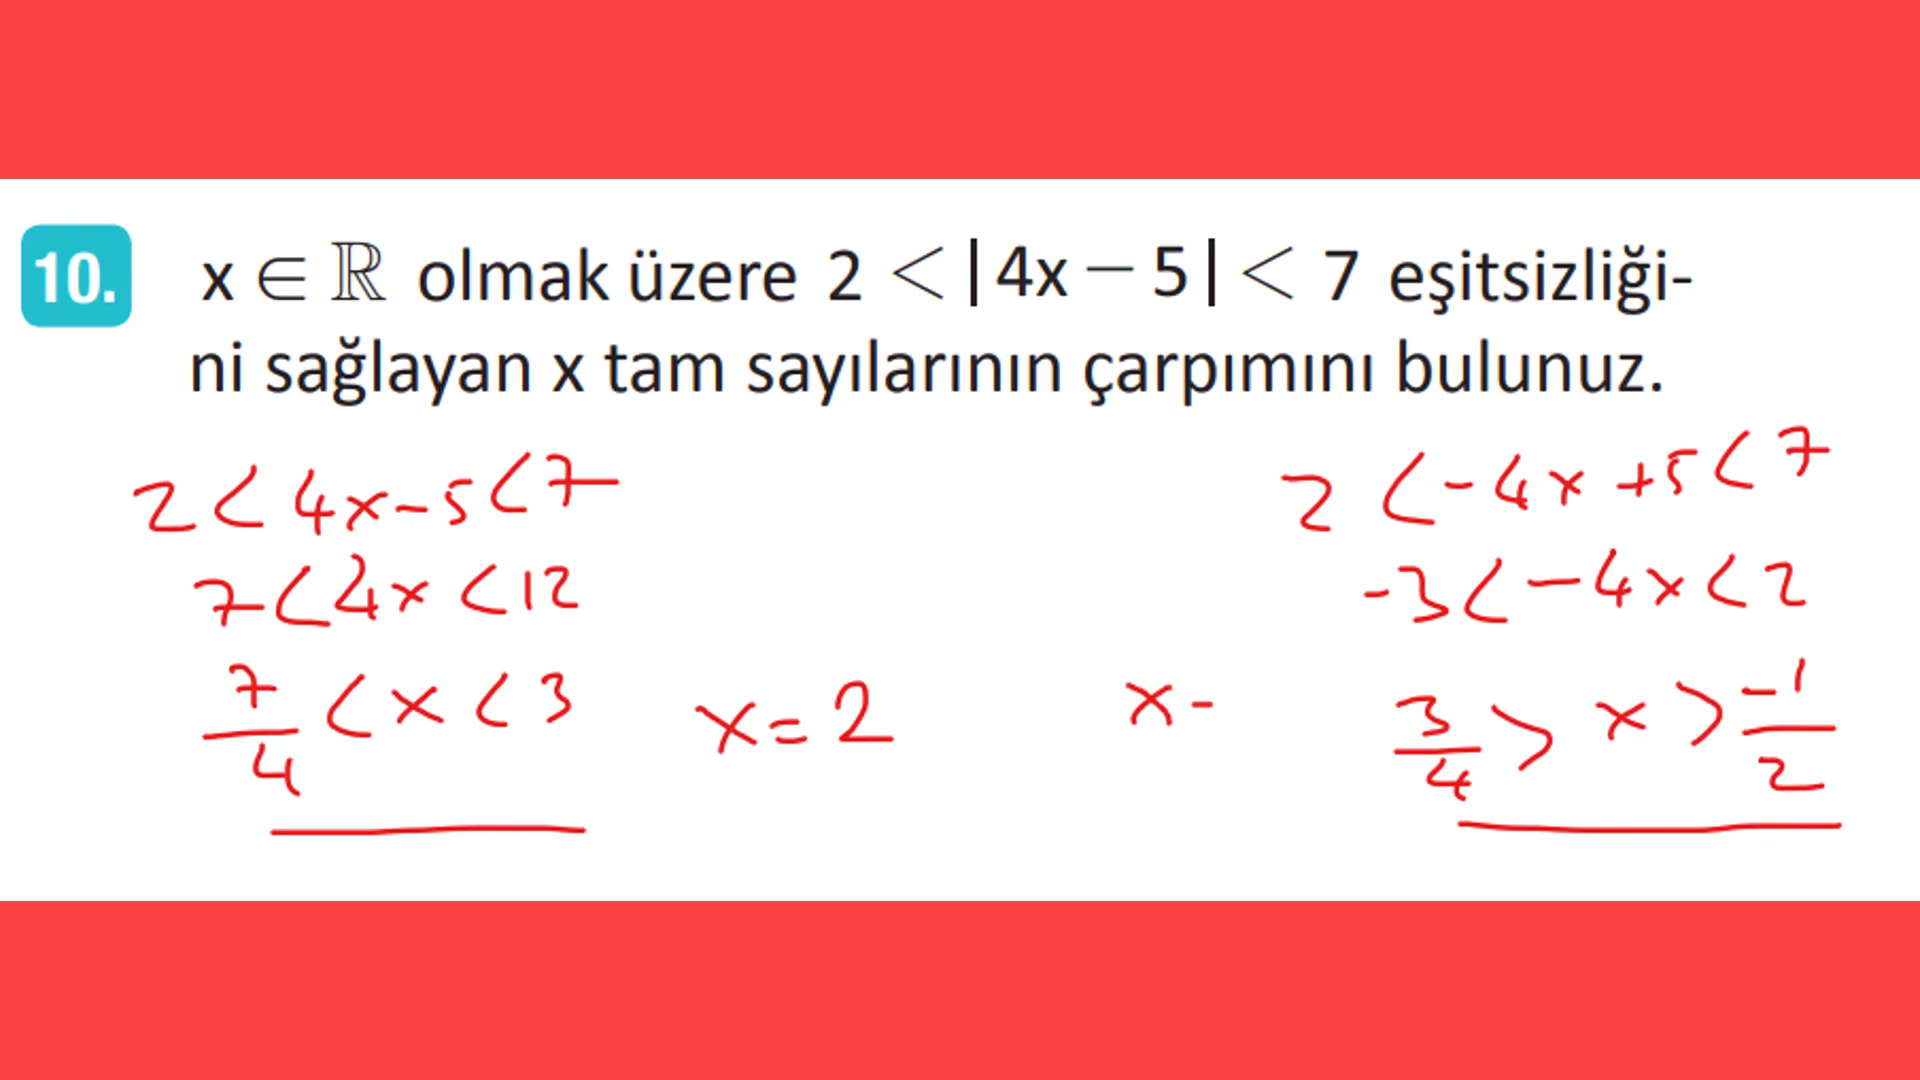 10. x ∈ ℝ olmak üzere 2 < |4x − 5| < 7 eşitsizliği-
ni sağlayan x tam sayılarının çarpımını bulunuz.
2 < 4x - 5 < 7
7 < 4x < 12
7/4 < x < 3
x = 2
2 < -4x + 5 < 7
-3 < -4x < 2
x -
3/4 > x > -1/2